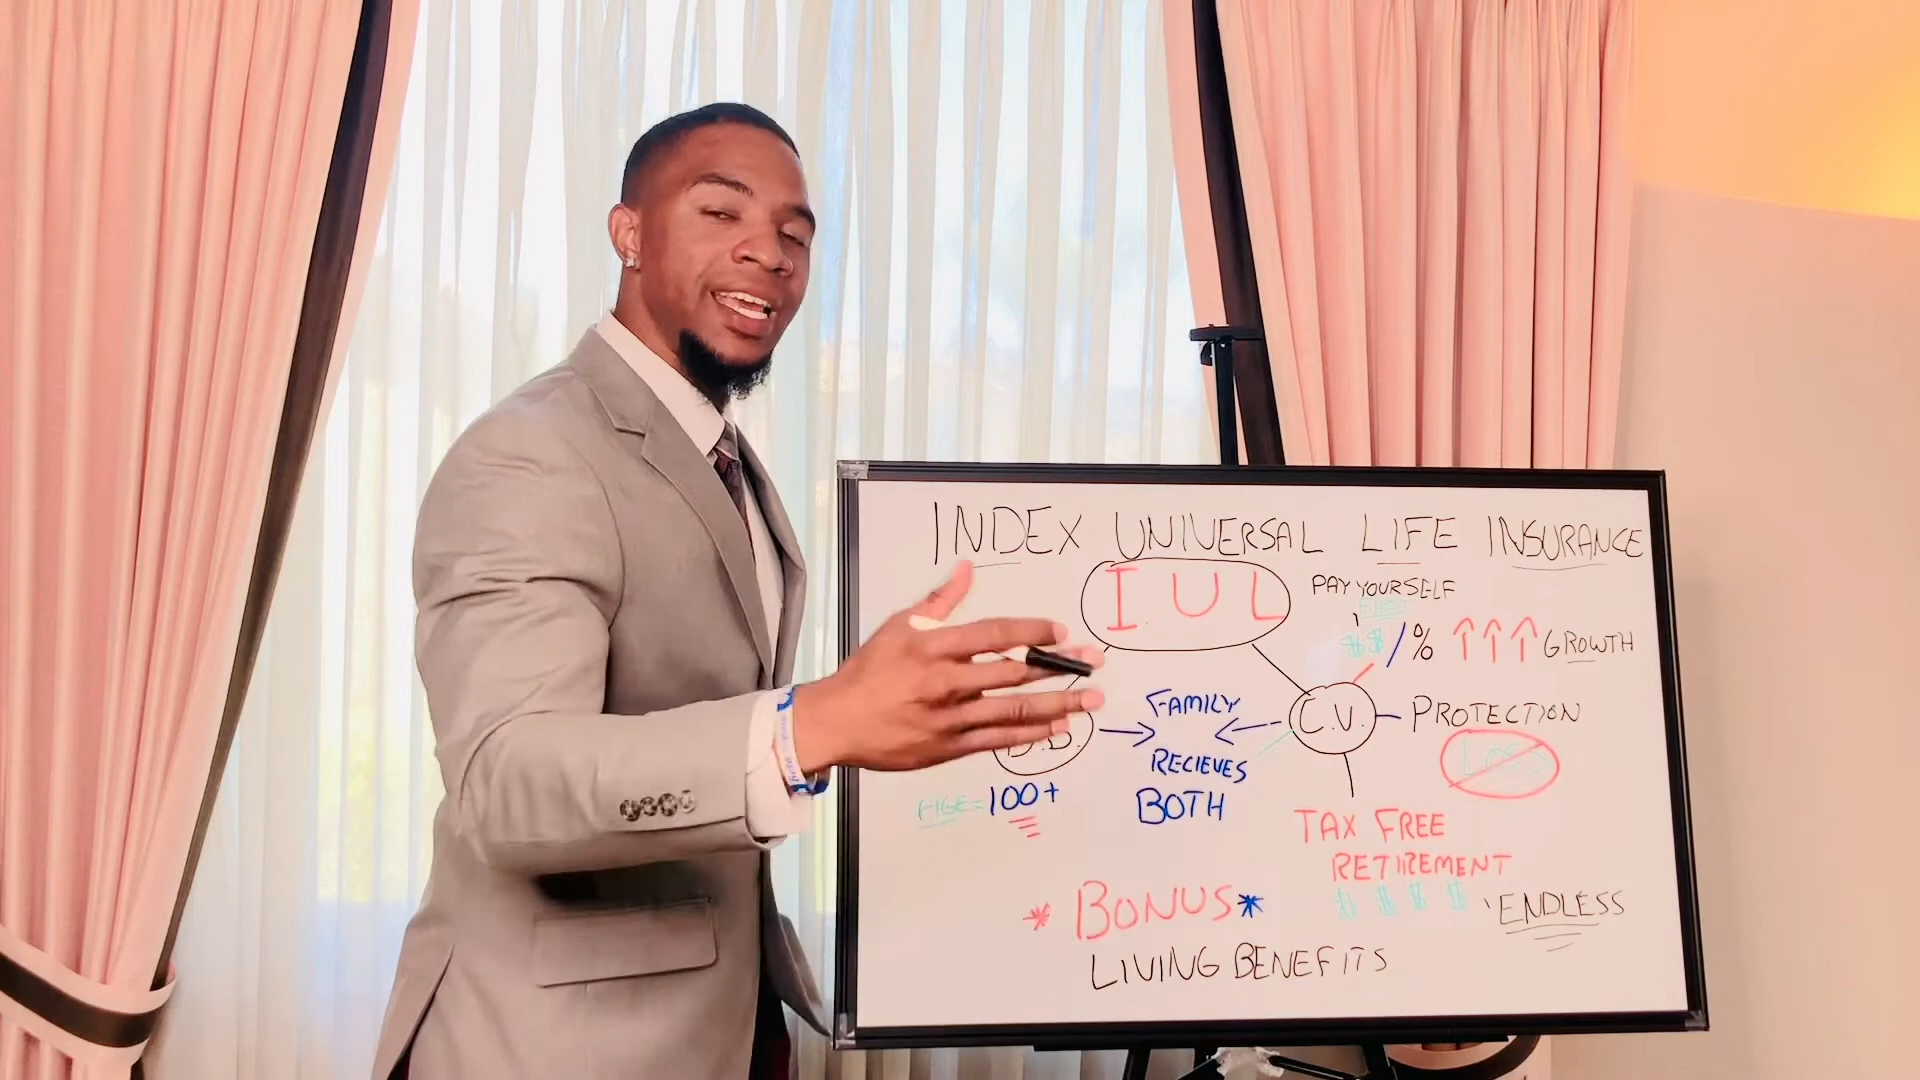 INDEX UNIVERSAL LIFE INSURANCE
I.U.L
PAY YOURSELF
$$/% ↑↑↑ GROWTH
FAMILY
C.V. PROTECTION
D.B.
RECIEVES
LOSS
AGE=100+
BOTH
TAX FREE
RETIREMENT
*BONUS*
$ $ $ $ ENDLESS
LIVING BENEFITS